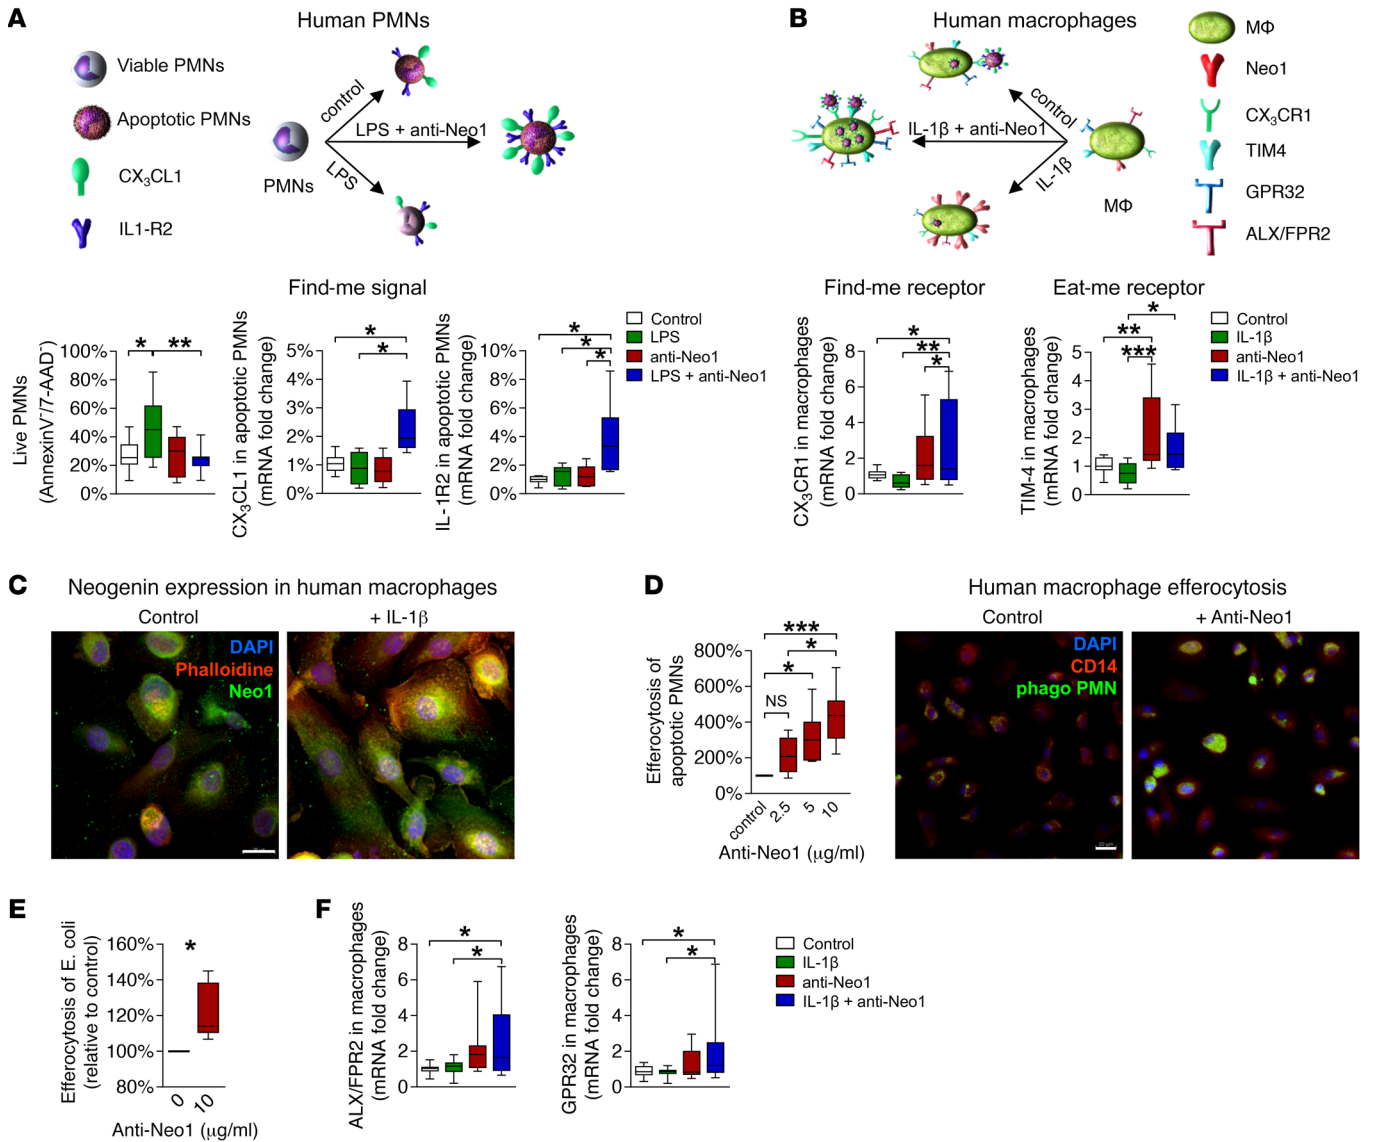 A
Human PMNs
Viable PMNs
Apoptotic PMNs
CX3CL1
IL1-R2
control
LPS + anti-Neo1
LPS
PMNs
Find-me signal
Live PMNs
(AnnexinV-/7-AAD-)
100%
80%
60%
40%
20%
0%
* **
CX3CL1 in apoptotic PMNs
(mRNA fold change)
5%
4%
3%
2%
1%
0%
*
*
IL-1R2 in apoptotic PMNs
(mRNA fold change)
10%
8%
6%
4%
2%
0%
*
*
*
Control
LPS
anti-Neo1
LPS + anti-Neo1
B
Human macrophages
control
IL-1β + anti-Neo1
IL-1β
MΦ
MΦ
Neo1
CX3CR1
TIM4
GPR32
ALX/FPR2
Find-me receptor
CX3CR1 in macrophages
(mRNA fold change)
8
6
4
2
0
*
**
*
Eat-me receptor
TIM-4 in macrophages
(mRNA fold change)
5
4
3
2
1
0
*
**
***
Control
IL-1β
anti-Neo1
IL-1β + anti-Neo1
C
Neogenin expression in human macrophages
Control
+ IL-1β
DAPI
Phalloidine
Neo1
D
Human macrophage efferocytosis
Efferocytosis of
apoptotic PMNs
800%
600%
400%
200%
0%
***
*
*
NS
control
2.5
5
10
Anti-Neo1 (μg/ml)
Control
+ Anti-Neo1
DAPI
CD14
phago PMN
20 μm
E
Efferocytosis of E. coli
(relative to control)
160%
140%
120%
100%
80%
*
0
10
Anti-Neo1 (μg/ml)
F
ALX/FPR2 in macrophages
(mRNA fold change)
8
6
4
2
0
*
*
GPR32 in macrophages
(mRNA fold change)
8
6
4
2
0
*
*
Control
IL-1β
anti-Neo1
IL-1β + anti-Neo1